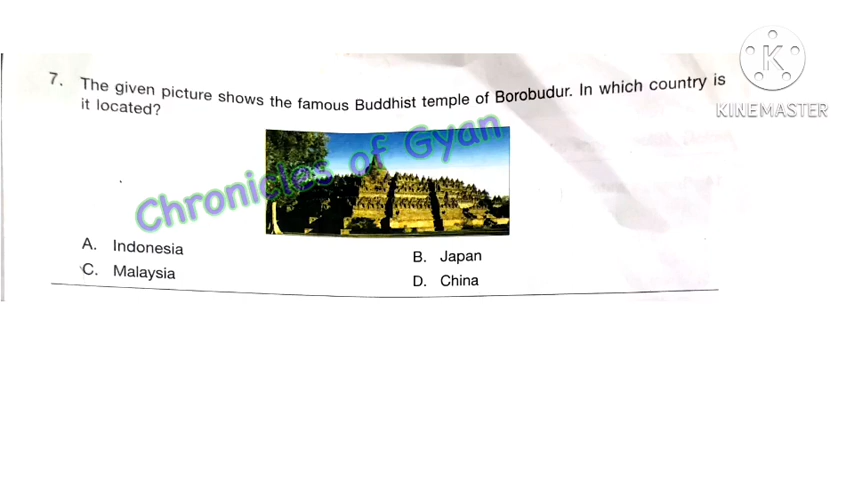 KINEMASTER
7. The given picture shows the famous Buddhist temple of Borobudur. In which country is
it located?
Chronicles of Gyan
A. Indonesia
B. Japan
C. Malaysia
D. China